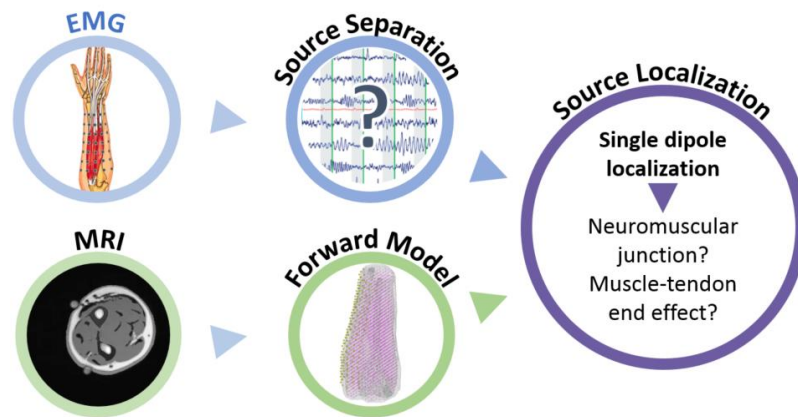 EMG
Source Separation
?
Source Localization
Single dipole
localization
Neuromuscular
junction?
Muscle-tendon
end effect?
MRI
Forward Model